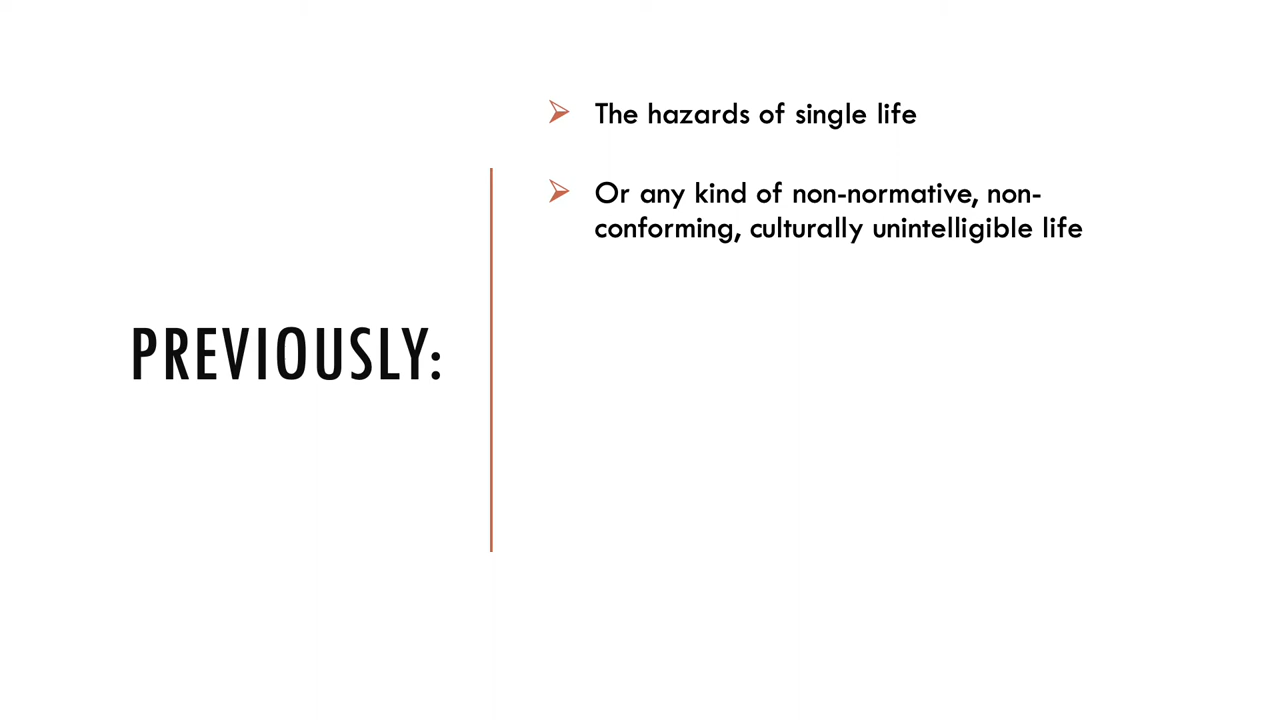 PREVIOUSLY:
The hazards of single life
Or any kind of non-normative, non-
conforming, culturally unintelligible life